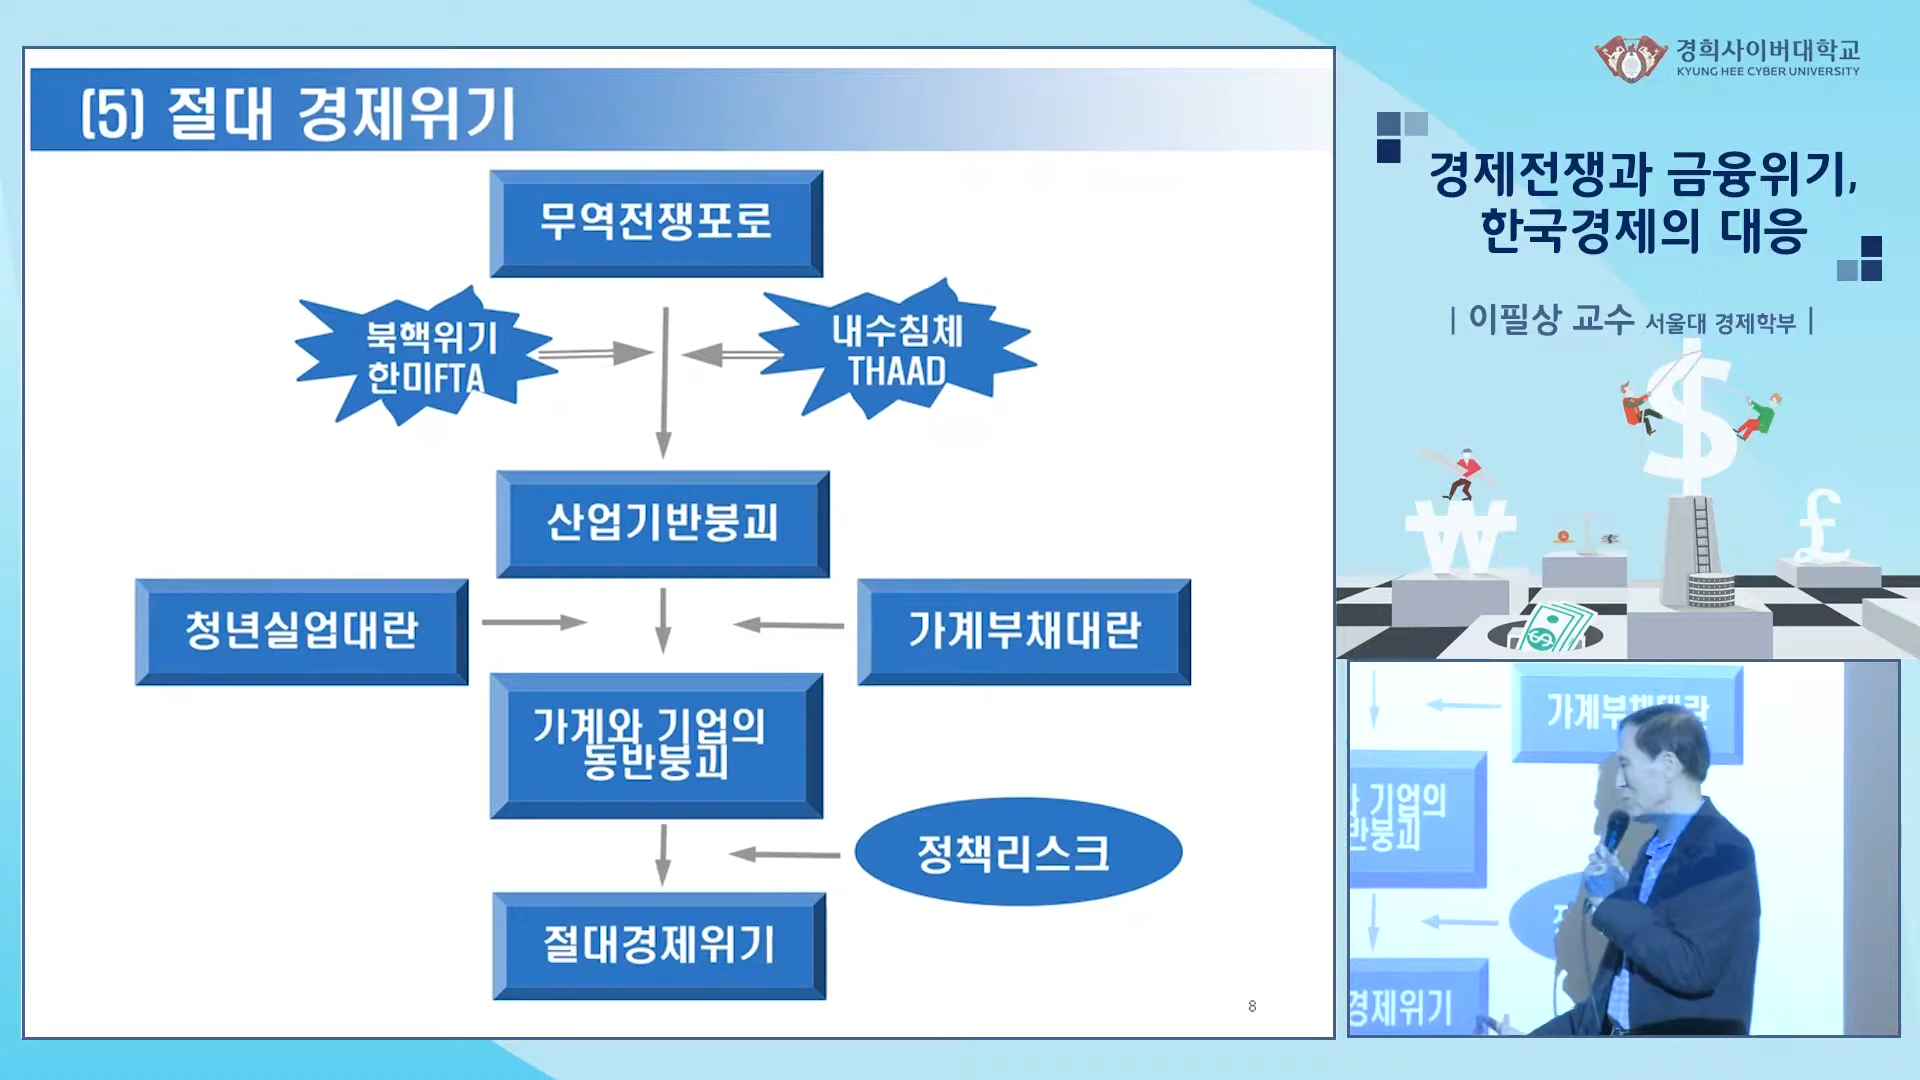 (5) 절대 경제위기
무역전쟁포로
북핵위기
한미FTA
내수침체
THAAD
산업기반붕괴
청년실업대란
가계부채대란
가계와 기업의
동반붕괴
정책리스크
절대경제위기
8
경희사이버대학교
KYUNG HEE CYBER UNIVERSITY
경제전쟁과 금융위기,
한국경제의 대응
| 이필상 교수 서울대 경제학부 |
가계부채대란
기업의
반붕괴
경제위기